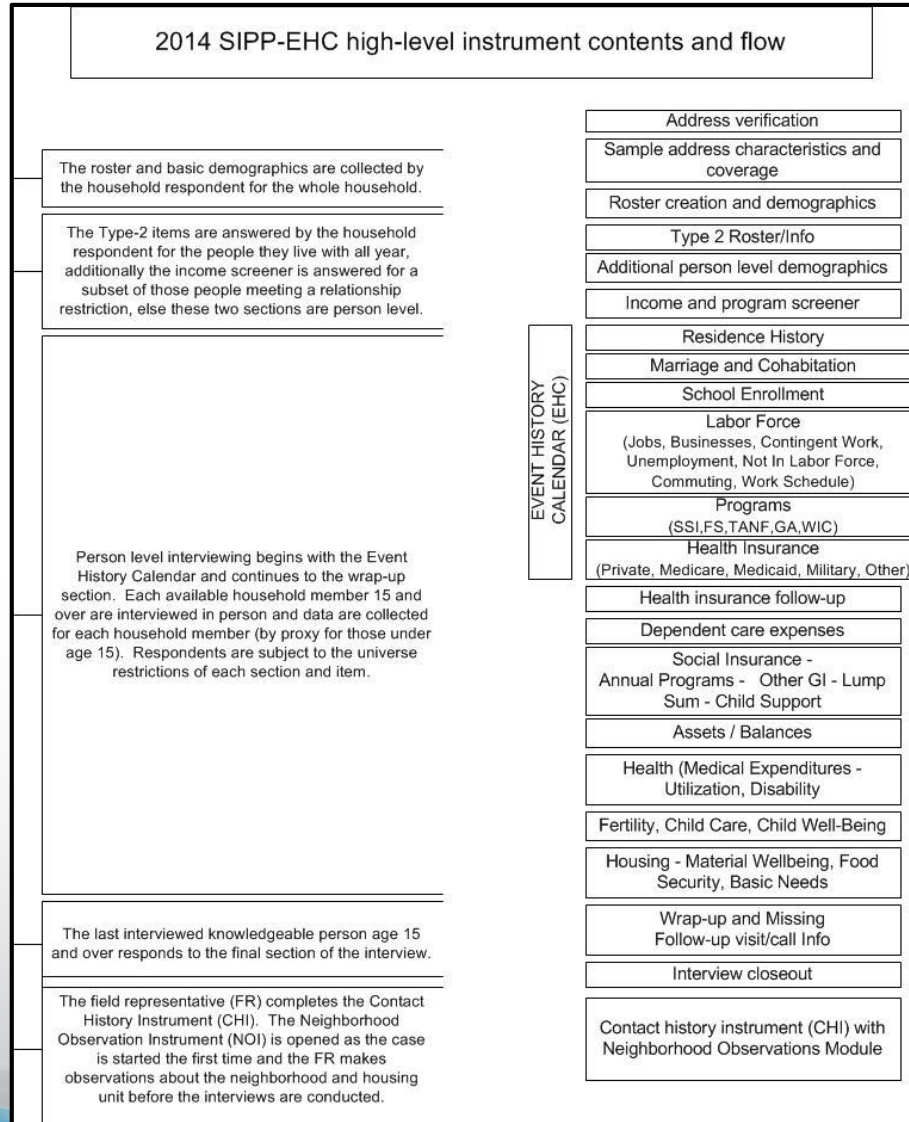 2014 SIPP-EHC high-level instrument contents and flow
The roster and basic demographics are collected by
the household respondent for the whole household.
The Type-2 items are answered by the household
respondent for the people they live with all year,
additionally the income screener is answered for a
subset of those people meeting a relationship
restriction, else these two sections are person level.
Person level interviewing begins with the Event
History Calendar and continues to the wrap-up
section. Each available household member 15 and
over are interviewed in person and data are collected
for each household member (by proxy for those under
age 15). Respondents are subject to the universe
restrictions of each section and item.
The last interviewed knowledgeable person age 15
and over responds to the final section of the interview.
The field representative (FR) completes the Contact
History Instrument (CHI). The Neighborhood
Observation Instrument (NOI) is opened as the case
is started the first time and the FR makes
observations about the neighborhood and housing
unit before the interviews are conducted.
Address verification
Sample address characteristics and
coverage
Roster creation and demographics
Type 2 Roster/Info
Additional person level demographics
Income and program screener
EVENT HISTORY
CALENDAR (EHC)
Residence History
Marriage and Cohabitation
School Enrollment
Labor Force
(Jobs, Businesses, Contingent Work,
Unemployment, Not In Labor Force,
Commuting, Work Schedule)
Programs
(SSI,FS,TANF,GA,WIC)
Health Insurance
(Private, Medicare, Medicaid, Military, Other)
Health insurance follow-up
Dependent care expenses
Social Insurance -
Annual Programs - Other GI - Lump
Sum - Child Support
Assets / Balances
Health (Medical Expenditures -
Utilization, Disability
Fertility, Child Care, Child Well-Being
Housing - Material Wellbeing, Food
Security, Basic Needs
Wrap-up and Missing
Follow-up visit/call Info
Interview closeout
Contact history instrument (CHI) with
Neighborhood Observations Module